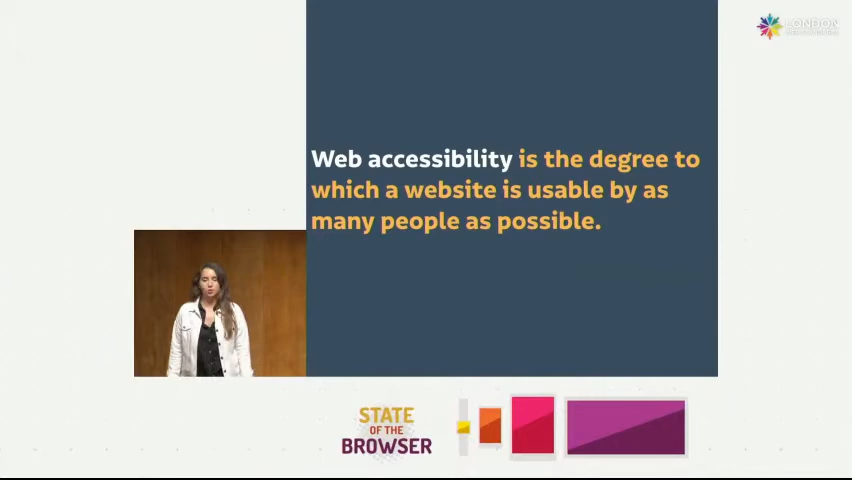 LONDON
Web accessibility is the degree to
which a website is usable by as
many people as possible.
STATE
OF THE
BROWSER